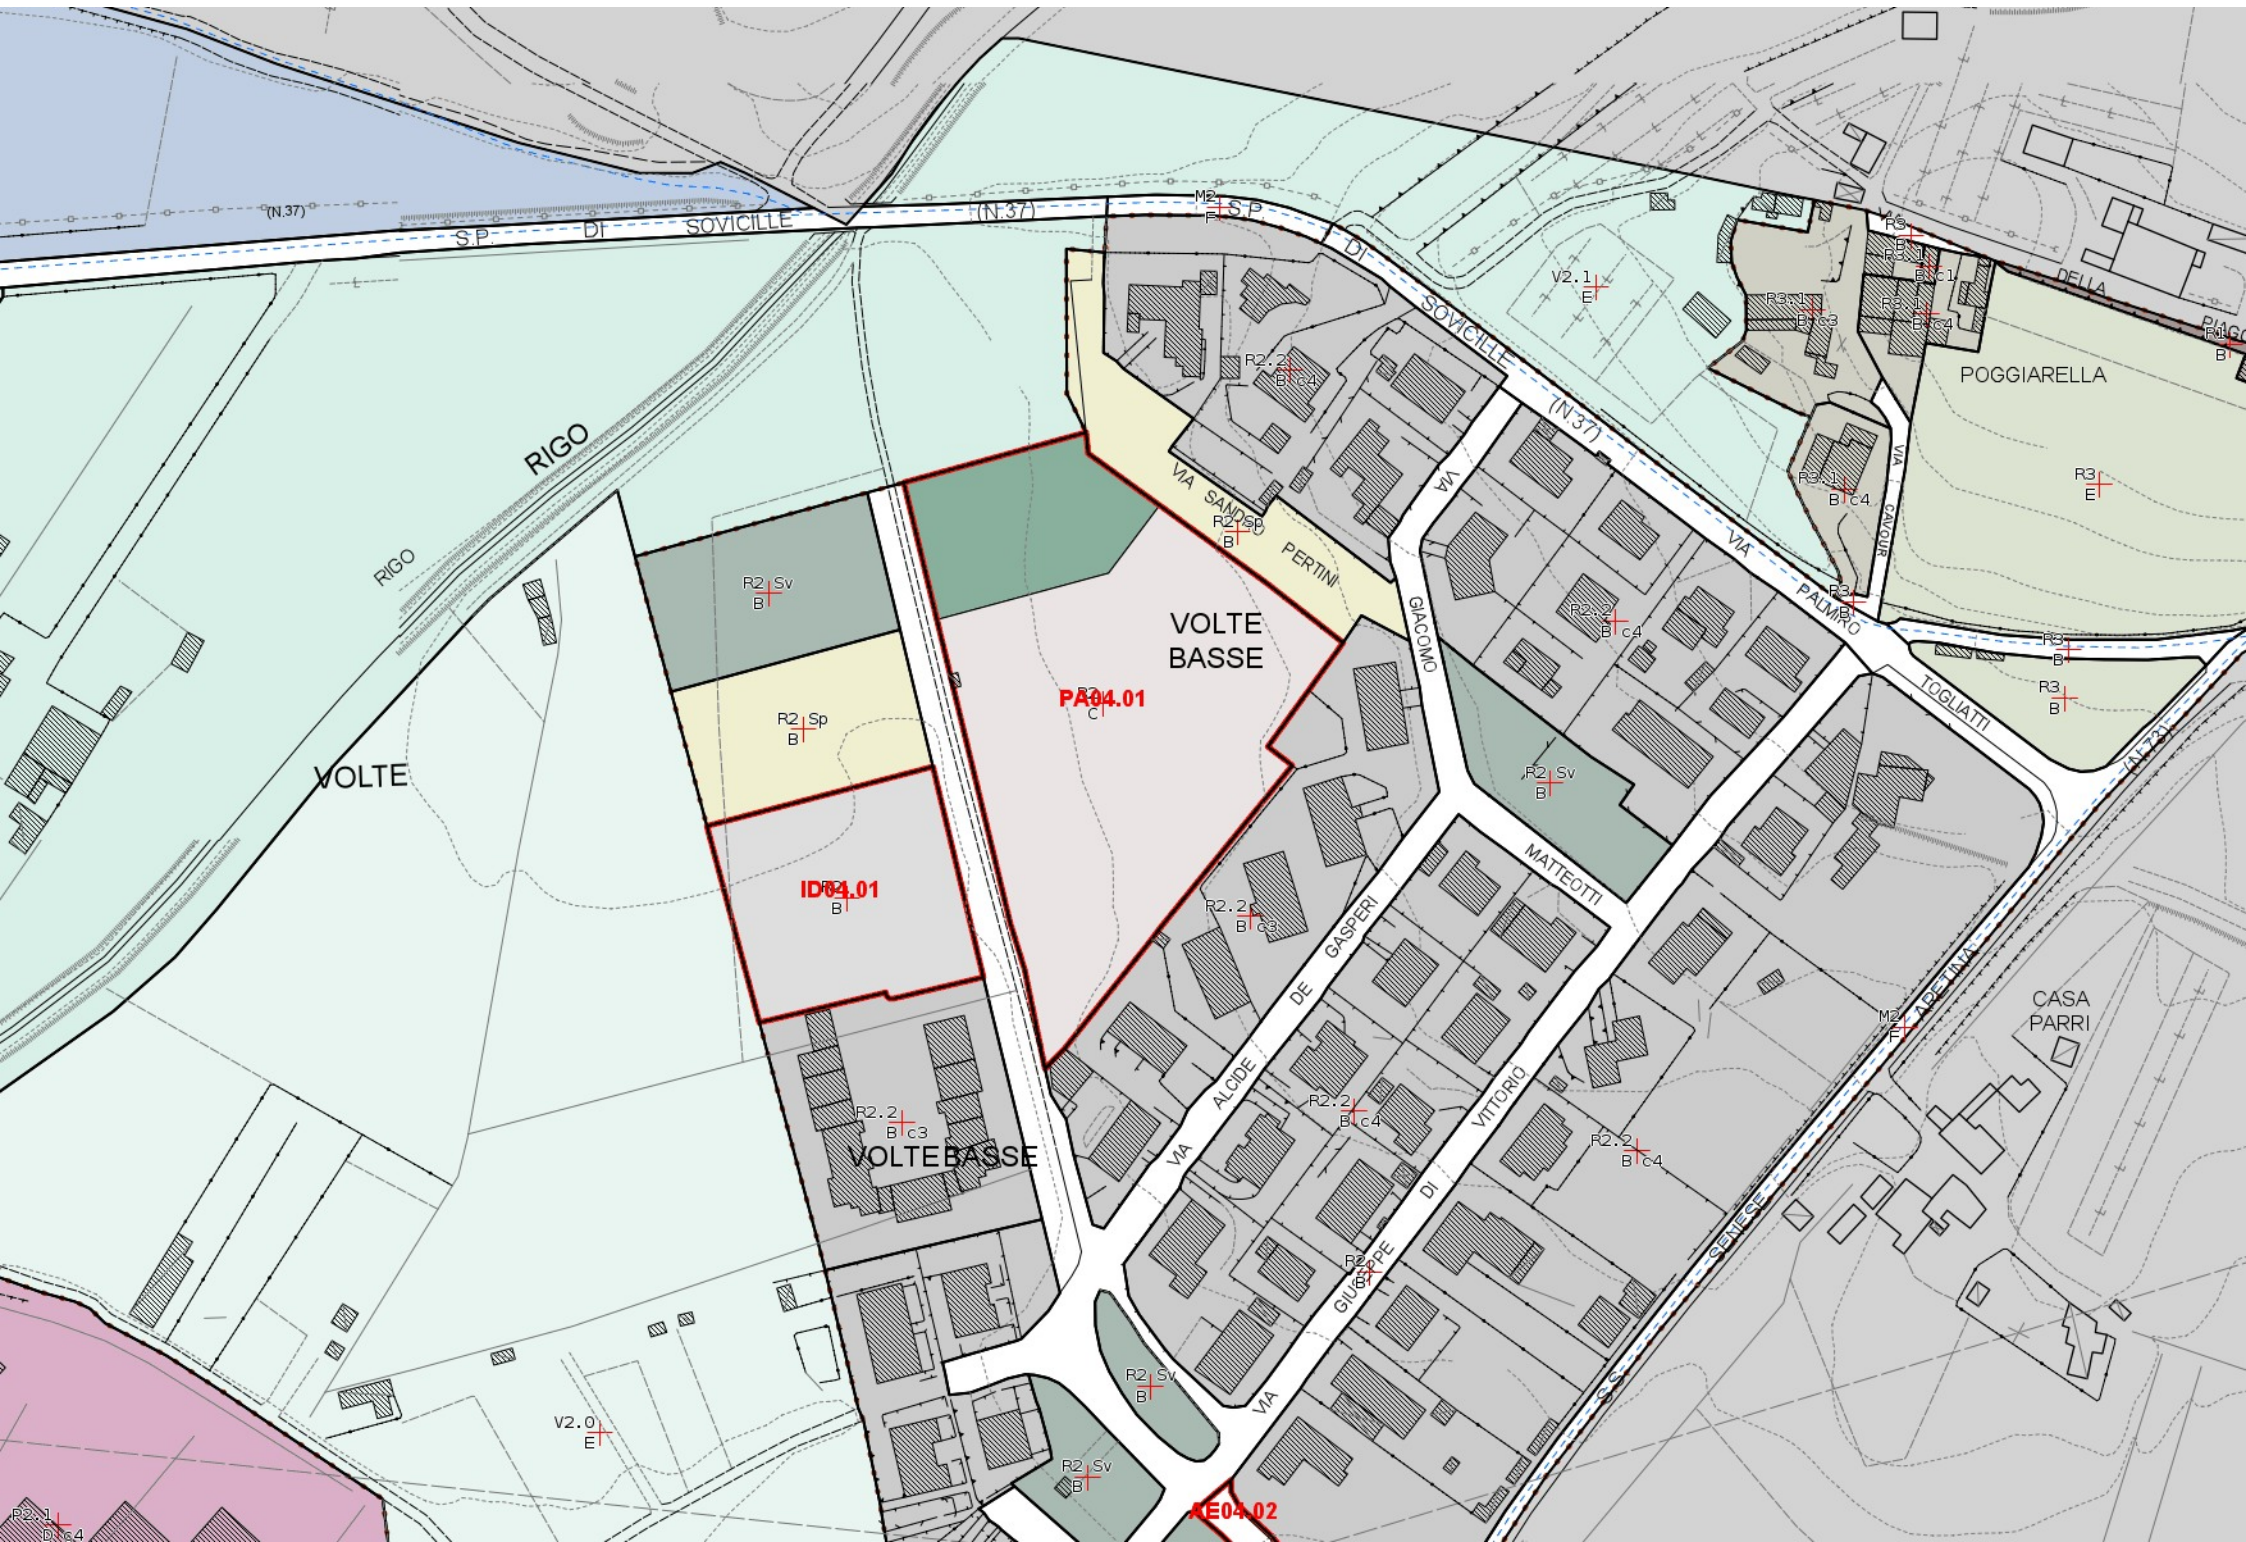 (N.37)
S.P.
DI
SOVICILLE
(N.37)
M2
F
S.P.
DI
SOVICILLE
(N.37)
V2.1
E
R3
B
R3.1
B c1
R3.1
B c3
R3.1
B c4
DELLA
R1
B
POGGIARELLA
R2.2
B c4
RIGO
RIGO
VIA SANDRO PERTINI
R2 Sp
B
VIA
GIACOMO
MATTEOTTI
R3.1
B c4
VIA
CAVOUR
R3
E
VIA
PALMIRO
TOGLIATTI
R3
B
R3
B
R3
B
(N.73)
R2 Sv
B
VOLTE
BASSE
R2.2
B c4
PA04.01
C
R2 Sp
B
VOLTE
R2 Sv
B
ID04.01
B
R2.2
B c3
VIA
ALCIDE
DE
GASPERI
CASA
PARRI
M2
F
S.S.
SENESE
ARETINA
R2.2
B c3
VOLTEBASSE
R2.2
B c4
R2.2
B c4
VIA
GIUSEPPE
DI
VITTORIO
R2
B
R2 Sv
B
V2.0
E
R2 Sv
B
AE04.02
P2.1
D c4